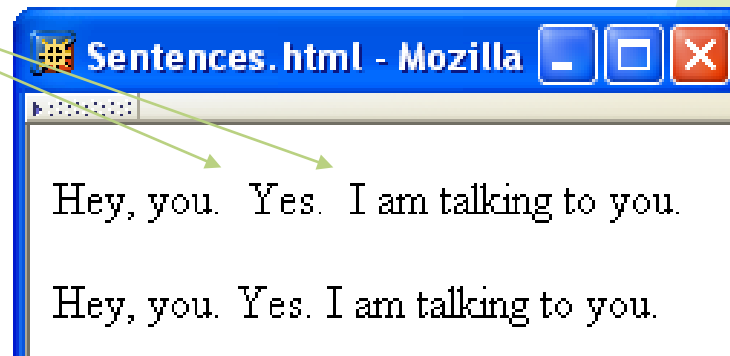 Sentences.html - Mozilla
Hey, you.  Yes.  I am talking to you.
Hey, you. Yes. I am talking to you.